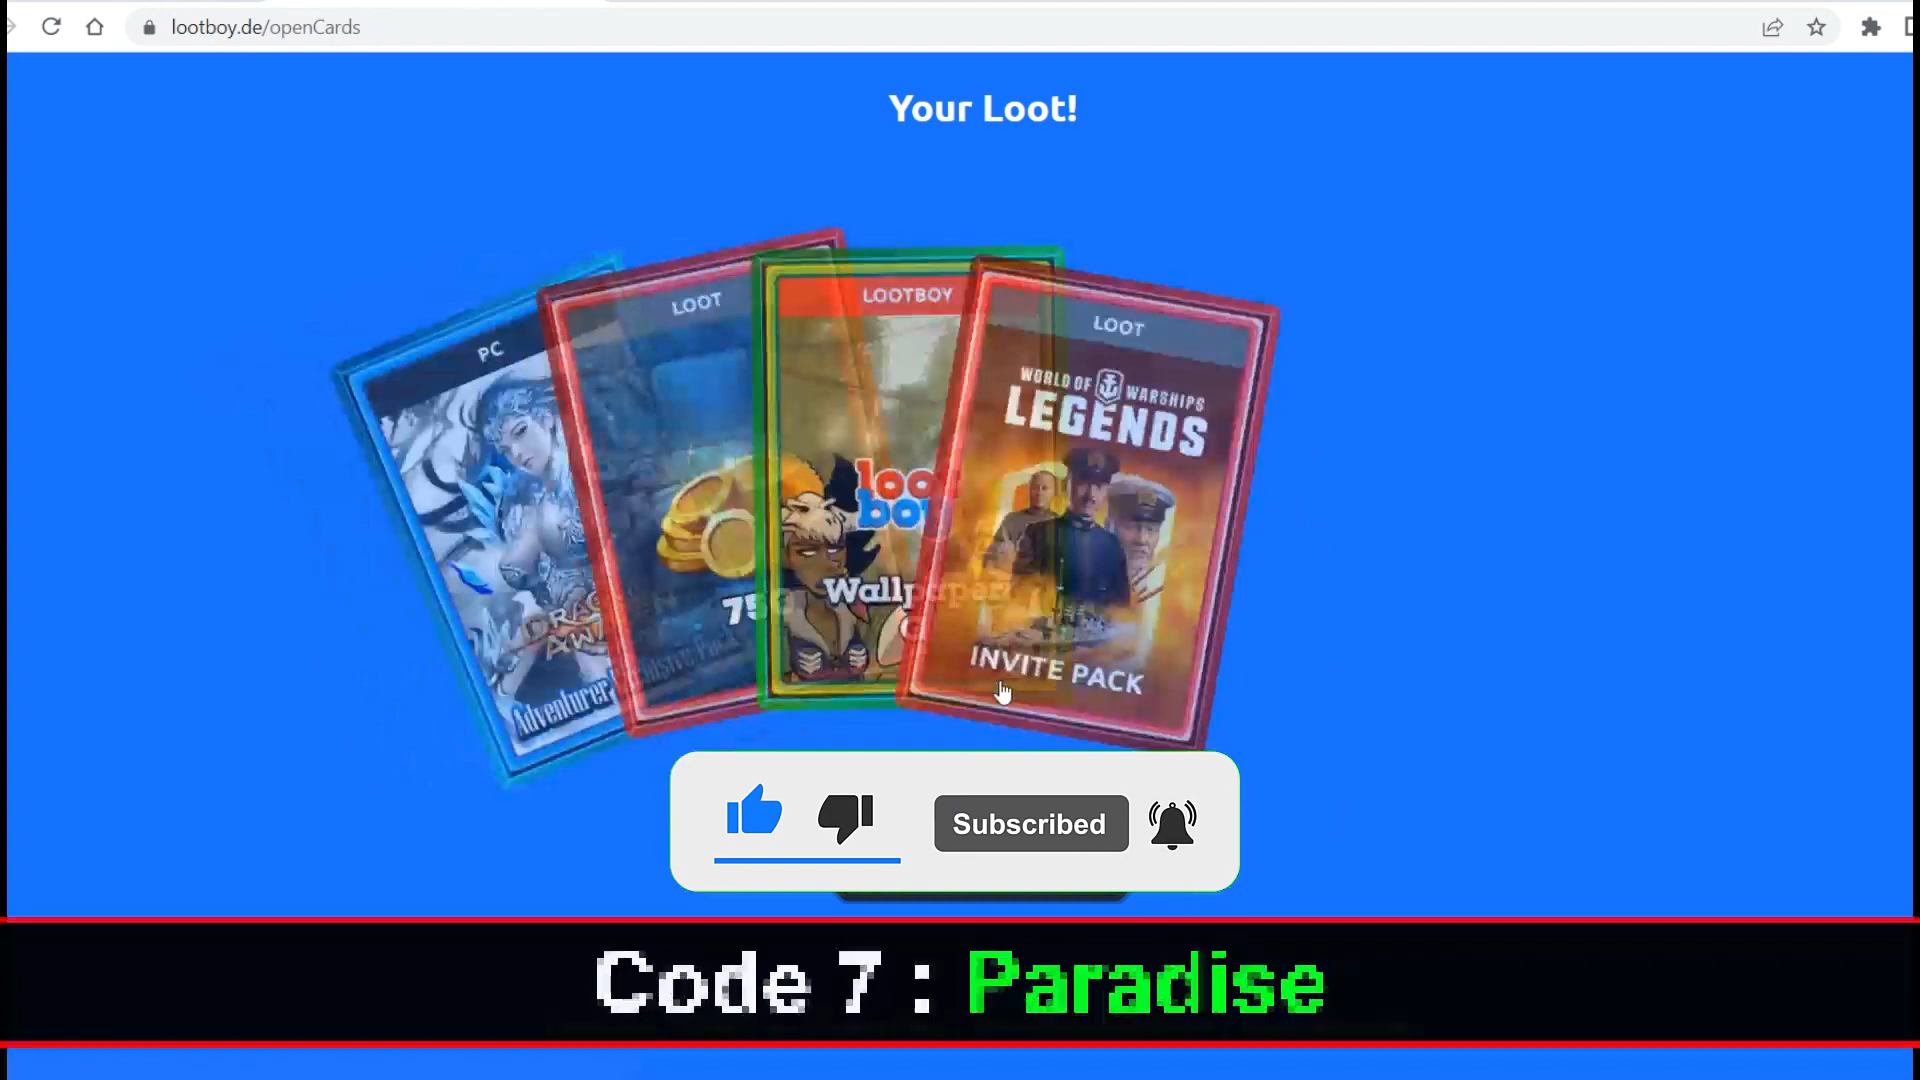 lootboy.de/openCards
Your Loot!
PC
Adventurer
LOOT
LOOTBOY
LOOT
WORLD OF WARSHIPS
LEGENDS
INVITE PACK
Subscribed
Code 7 : Paradise